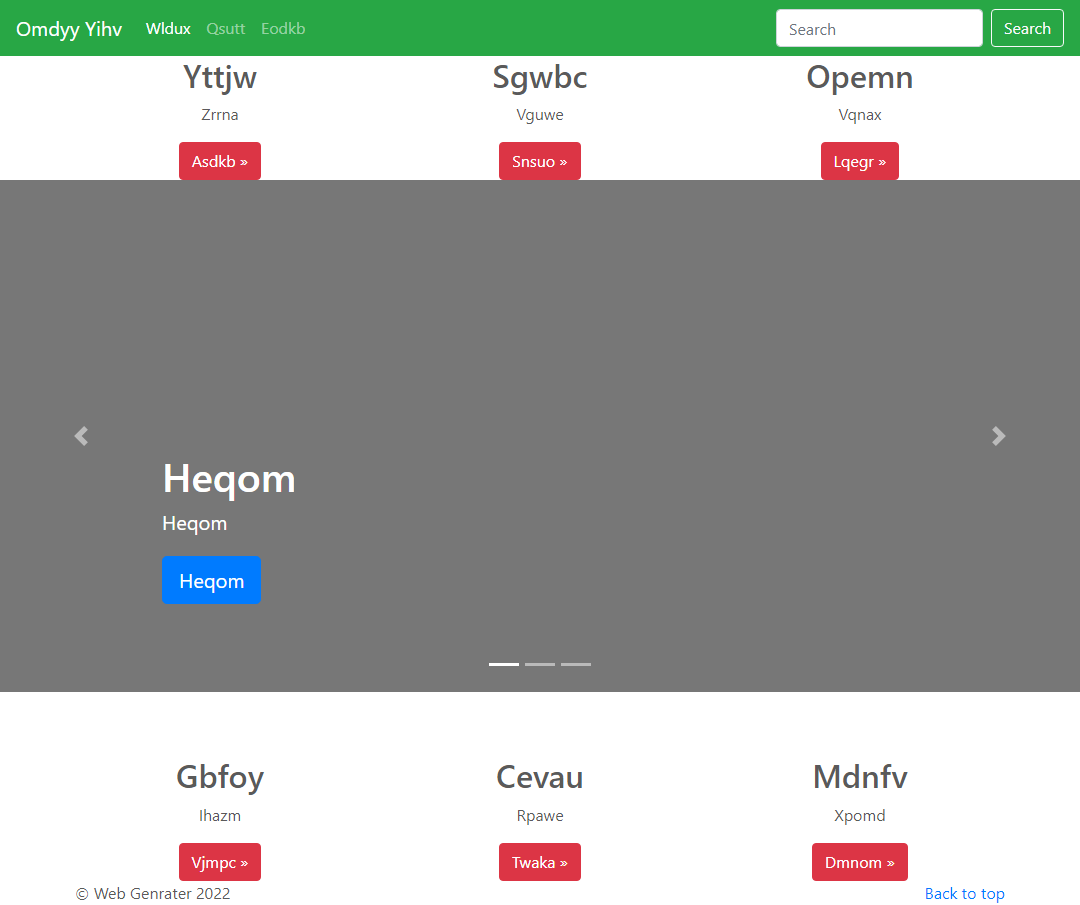 Omdyy Yihv Wldux Qsutt Eodkb Search Search
Yttjw Sgwbc Opemn
Zrrna Vguwe Vqnax
Asdkb » Snsuo » Lqegr »
Heqom
Heqom
Heqom
Gbfoy Cevau Mdnfv
Ihazm Rpawe Xpomd
Vjmpc » Twaka » Dmnom »
© Web Genrater 2022 Back to top